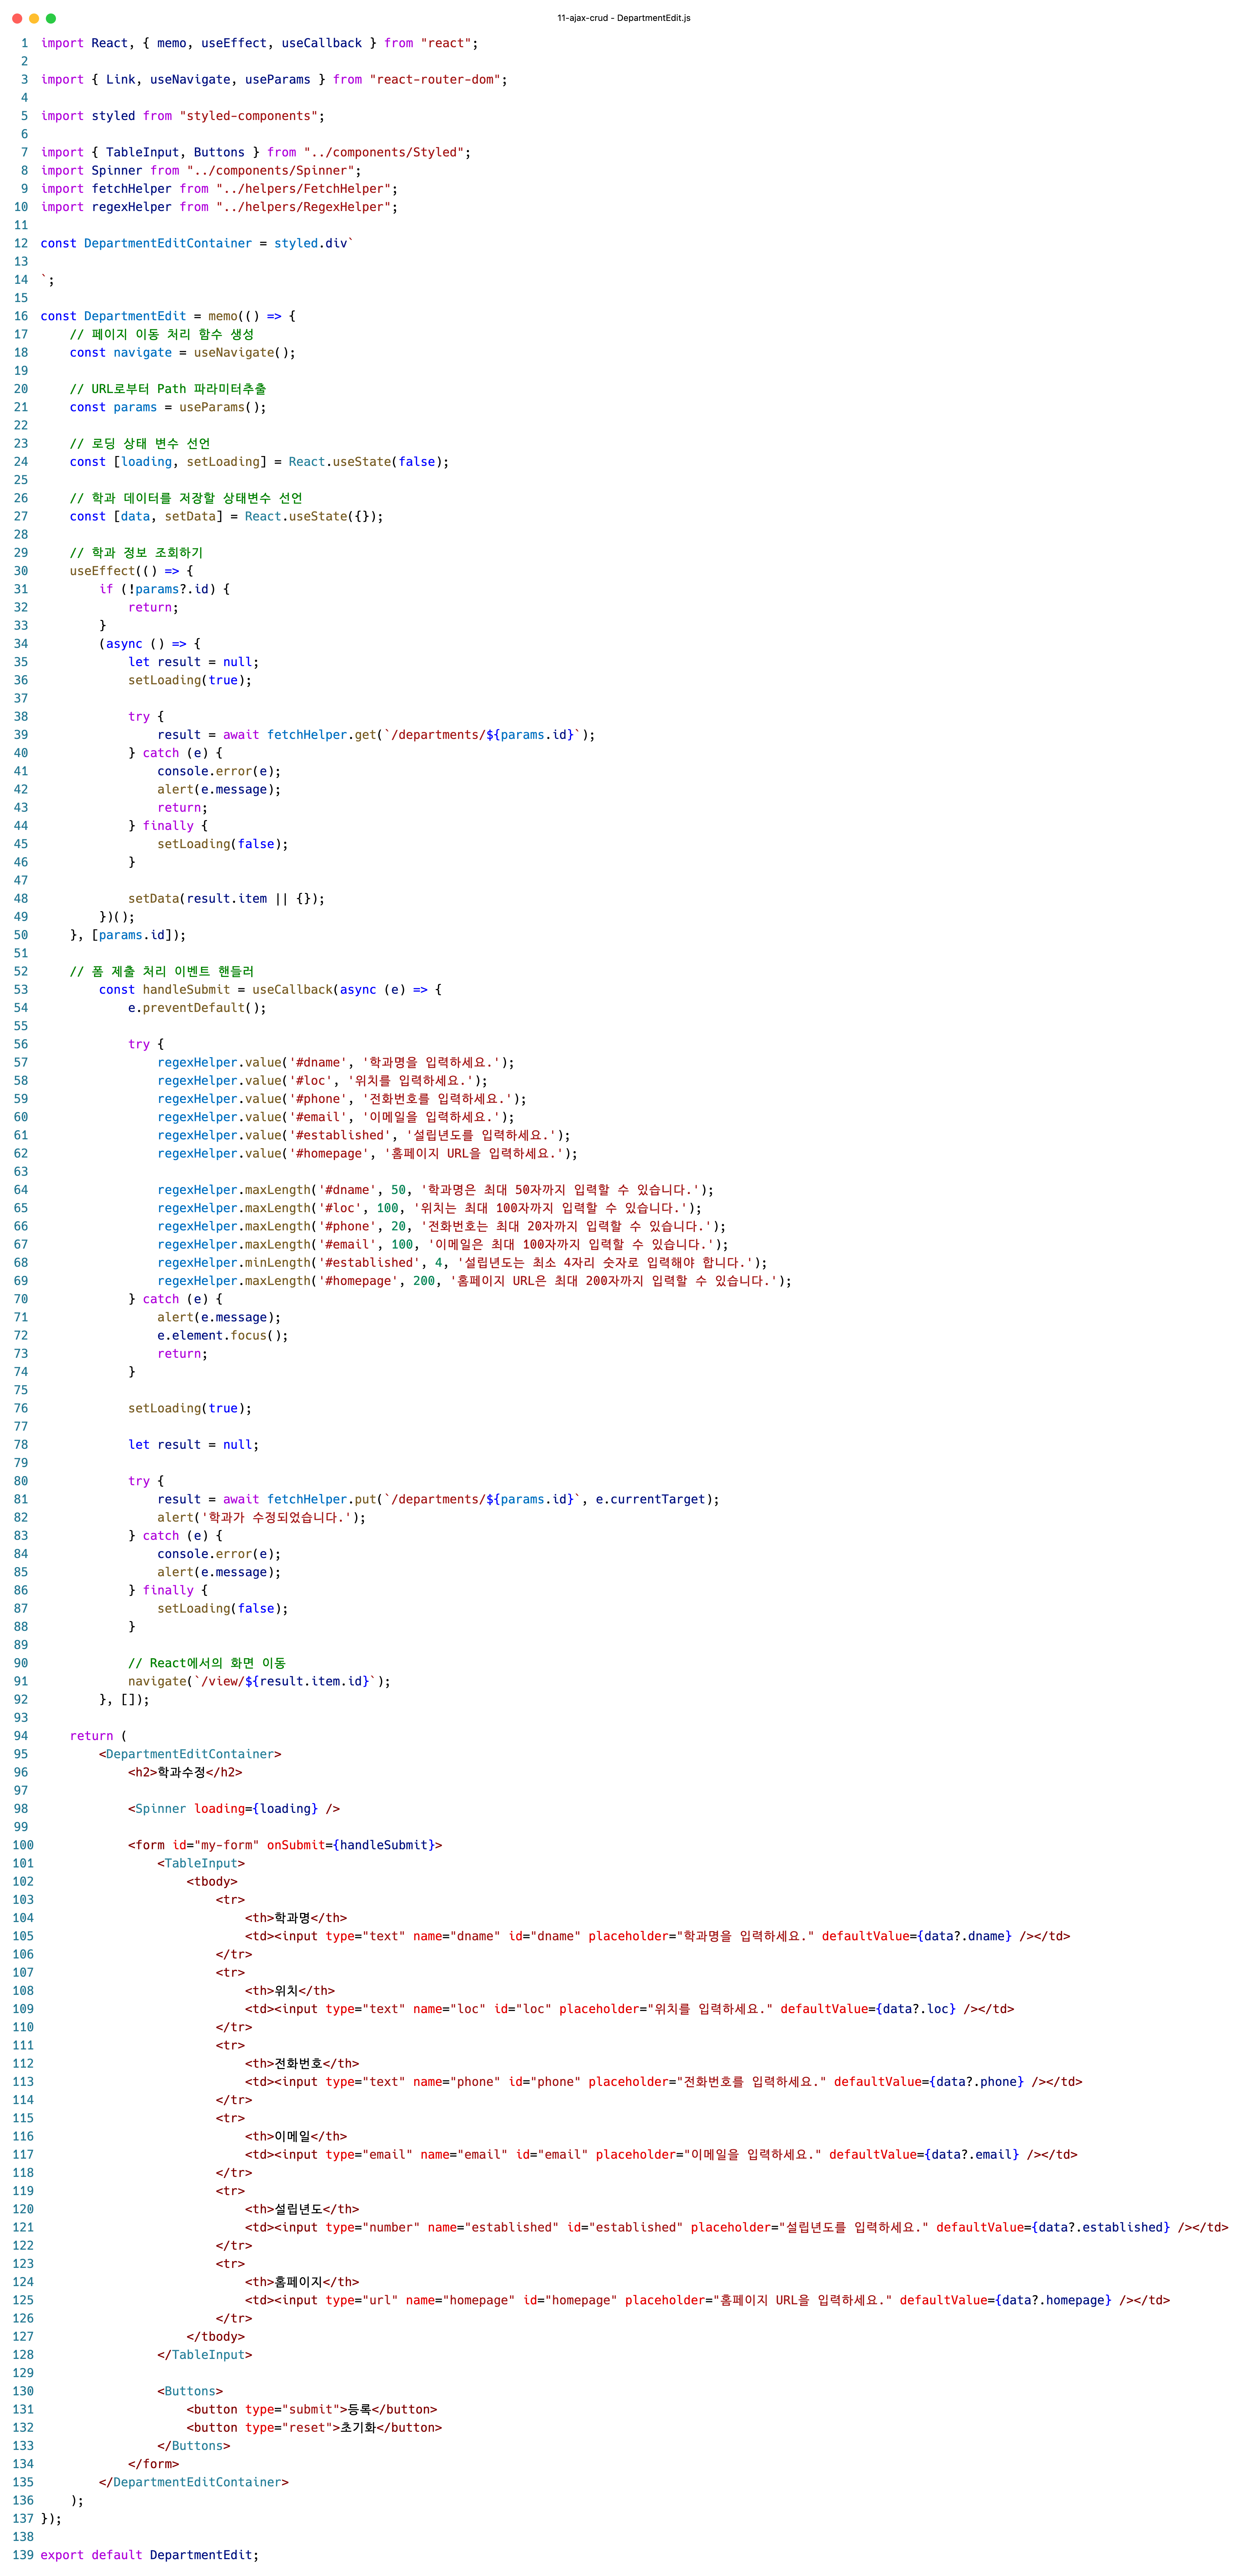 11-ajax-crud - DepartmentEdit.js
1 import React, { memo, useEffect, useCallback } from "react";
2
3 import { Link, useNavigate, useParams } from "react-router-dom";
4
5 import styled from "styled-components";
6
7 import { TableInput, Buttons } from "../components/Styled";
8 import Spinner from "../components/Spinner";
9 import fetchHelper from "../helpers/FetchHelper";
10 import regexHelper from "../helpers/RegexHelper";
11
12 const DepartmentEditContainer = styled.div`
13
14 `;
15
16 const DepartmentEdit = memo(() => {
17     // 페이지 이동 처리 함수 생성
18     const navigate = useNavigate();
19
20     // URL로부터 Path 파라미터추출
21     const params = useParams();
22
23     // 로딩 상태 변수 선언
24     const [loading, setLoading] = React.useState(false);
25
26     // 학과 데이터를 저장할 상태변수 선언
27     const [data, setData] = React.useState({});
28
29     // 학과 정보 조회하기
30     useEffect(() => {
31         if (!params?.id) {
32             return;
33         }
34         (async () => {
35             let result = null;
36             setLoading(true);
37
38             try {
39                 result = await fetchHelper.get(`/departments/${params.id}`);
40             } catch (e) {
41                 console.error(e);
42                 alert(e.message);
43                 return;
44             } finally {
45                 setLoading(false);
46             }
47
48             setData(result.item || {});
49         })();
50     }, [params.id]);
51
52     // 폼 제출 처리 이벤트 핸들러
53         const handleSubmit = useCallback(async (e) => {
54             e.preventDefault();
55
56             try {
57                 regexHelper.value('#dname', '학과명을 입력하세요.');
58                 regexHelper.value('#loc', '위치를 입력하세요.');
59                 regexHelper.value('#phone', '전화번호를 입력하세요.');
60                 regexHelper.value('#email', '이메일을 입력하세요.');
61                 regexHelper.value('#established', '설립년도를 입력하세요.');
62                 regexHelper.value('#homepage', '홈페이지 URL을 입력하세요.');
63
64                 regexHelper.maxLength('#dname', 50, '학과명은 최대 50자까지 입력할 수 있습니다.');
65                 regexHelper.maxLength('#loc', 100, '위치는 최대 100자까지 입력할 수 있습니다.');
66                 regexHelper.maxLength('#phone', 20, '전화번호는 최대 20자까지 입력할 수 있습니다.');
67                 regexHelper.maxLength('#email', 100, '이메일은 최대 100자까지 입력할 수 있습니다.');
68                 regexHelper.minLength('#established', 4, '설립년도는 최소 4자리 숫자로 입력해야 합니다.');
69                 regexHelper.maxLength('#homepage', 200, '홈페이지 URL은 최대 200자까지 입력할 수 있습니다.');
70             } catch (e) {
71                 alert(e.message);
72                 e.element.focus();
73                 return;
74             }
75
76             setLoading(true);
77
78             let result = null;
79
80             try {
81                 result = await fetchHelper.put(`/departments/${params.id}`, e.currentTarget);
82                 alert('학과가 수정되었습니다.');
83             } catch (e) {
84                 console.error(e);
85                 alert(e.message);
86             } finally {
87                 setLoading(false);
88             }
89
90             // React에서의 화면 이동
91             navigate(`/view/${result.item.id}`);
92         }, []);
93
94     return (
95         <DepartmentEditContainer>
96             <h2>학과수정</h2>
97
98             <Spinner loading={loading} />
99
100             <form id="my-form" onSubmit={handleSubmit}>
101                 <TableInput>
102                     <tbody>
103                         <tr>
104                             <th>학과명</th>
105                             <td><input type="text" name="dname" id="dname" placeholder="학과명을 입력하세요." defaultValue={data?.dname} /></td>
106                         </tr>
107                         <tr>
108                             <th>위치</th>
109                             <td><input type="text" name="loc" id="loc" placeholder="위치를 입력하세요." defaultValue={data?.loc} /></td>
110                         </tr>
111                         <tr>
112                             <th>전화번호</th>
113                             <td><input type="text" name="phone" id="phone" placeholder="전화번호를 입력하세요." defaultValue={data?.phone} /></td>
114                         </tr>
115                         <tr>
116                             <th>이메일</th>
117                             <td><input type="email" name="email" id="email" placeholder="이메일을 입력하세요." defaultValue={data?.email} /></td>
118                         </tr>
119                         <tr>
120                             <th>설립년도</th>
121                             <td><input type="number" name="established" id="established" placeholder="설립년도를 입력하세요." defaultValue={data?.established} /></td>
122                         </tr>
123                         <tr>
124                             <th>홈페이지</th>
125                             <td><input type="url" name="homepage" id="homepage" placeholder="홈페이지 URL을 입력하세요." defaultValue={data?.homepage} /></td>
126                         </tr>
127                     </tbody>
128                 </TableInput>
129
130                 <Buttons>
131                     <button type="submit">등록</button>
132                     <button type="reset">초기화</button>
133                 </Buttons>
134             </form>
135         </DepartmentEditContainer>
136     );
137 });
138
139 export default DepartmentEdit;